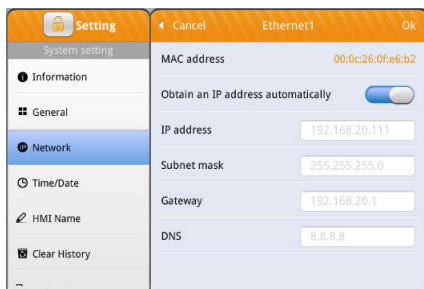 Setting
System setting
Information
General
Network
Time/Date
HMI Name
Clear History
Cancel Ethernet1 Ok
MAC address 00:0c:26:0f:e6:b2
Obtain an IP address automatically
IP address 192.168.20.111
Subnet mask 255.255.255.0
Gateway 192.168.20.1
DNS 8.8.8.8